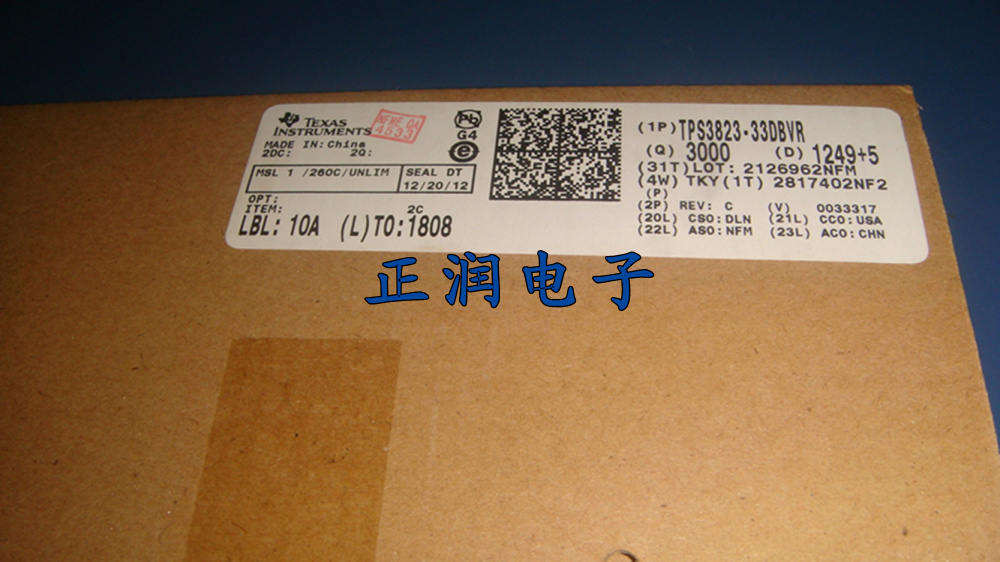 TEXAS
INSTRUMENTS
MADE IN: China
2DC: 2Q:
MSL 1 /260C/UNLIM
SEAL DT
12/20/12
OPT:
ITEM: 2C
LBL: 10A (L)TO:1808
4533
Pb
G4
e
(1P) TPS3823-33DBVR
(Q) 3000 (D) 1249+5
(31T)LOT: 2126962NFM
(4W) TKY(1T) 2817402NF2
(P)
(2P) REV: C (V) 0033317
(20L) CSO:DLN (21L) CCO:USA
(22L) ASO:NFM (23L) ACO:CHN
正润电子